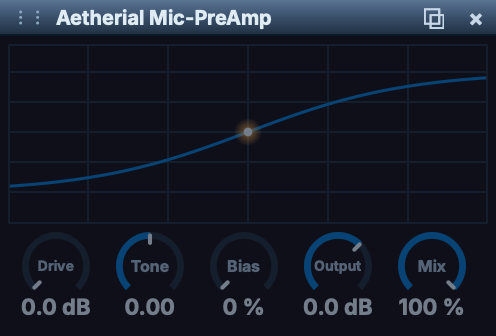 Aetherial Mic-PreAmp
Drive Tone Bias Output Mix
0.0 dB 0.00 0 % 0.0 dB 100 %